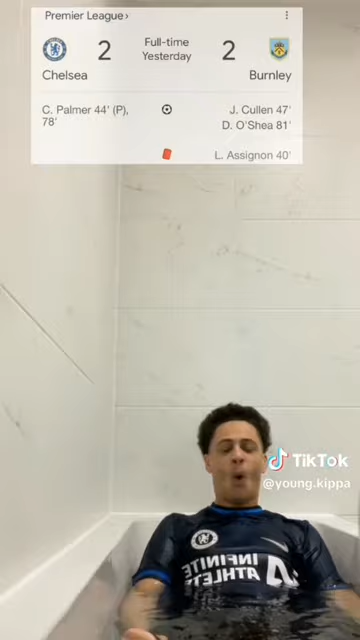 Premier League ›
2 Full-time 2
Yesterday
Chelsea Burnley
C. Palmer 44' (P), J. Cullen 47'
78' D. O'Shea 81'
L. Assignon 40'
TikTok
@young.kippa
INFINITE
ATHLETE